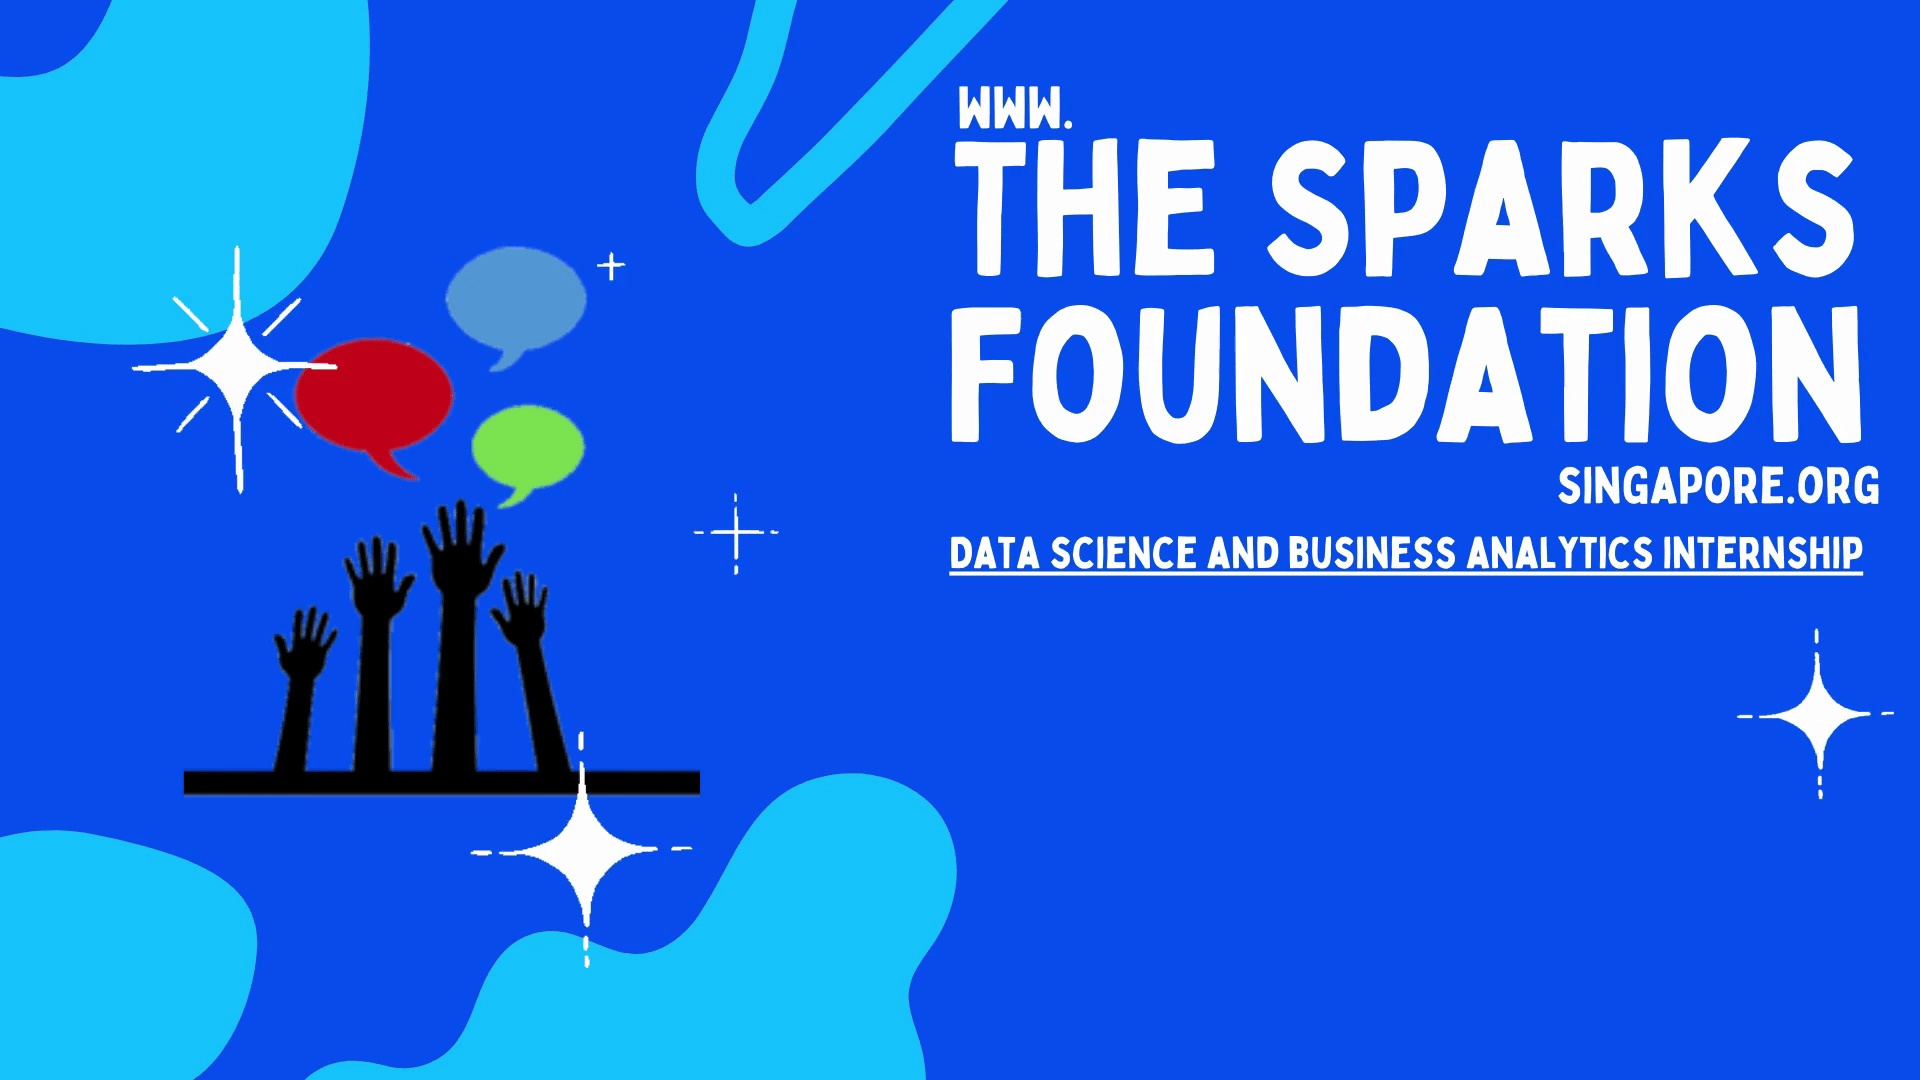 WWW.
THE SPARKS
FOUNDATION
SINGAPORE.ORG
DATA SCIENCE AND BUSINESS ANALYTICS INTERNSHIP